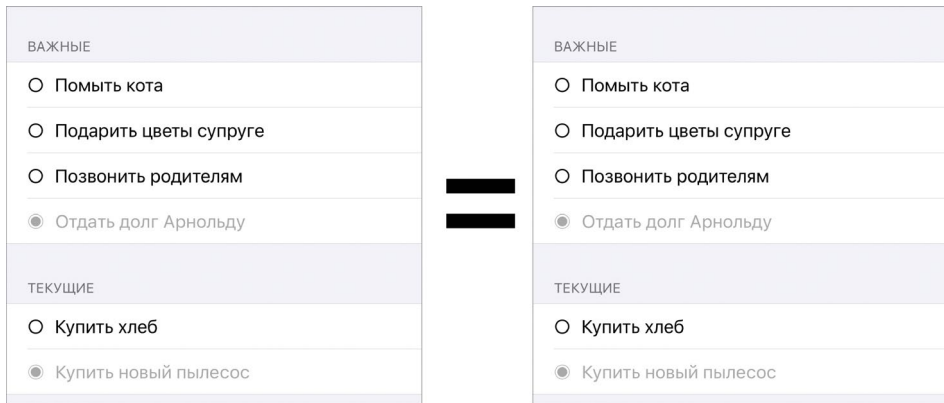 ВАЖНЫЕ
○ Помыть кота
○ Подарить цветы супруге
○ Позвонить родителям
◉ Отдать долг Арнольду
ТЕКУЩИЕ
○ Купить хлеб
◉ Купить новый пылесос
=
ВАЖНЫЕ
○ Помыть кота
○ Подарить цветы супруге
○ Позвонить родителям
◉ Отдать долг Арнольду
ТЕКУЩИЕ
○ Купить хлеб
◉ Купить новый пылесос